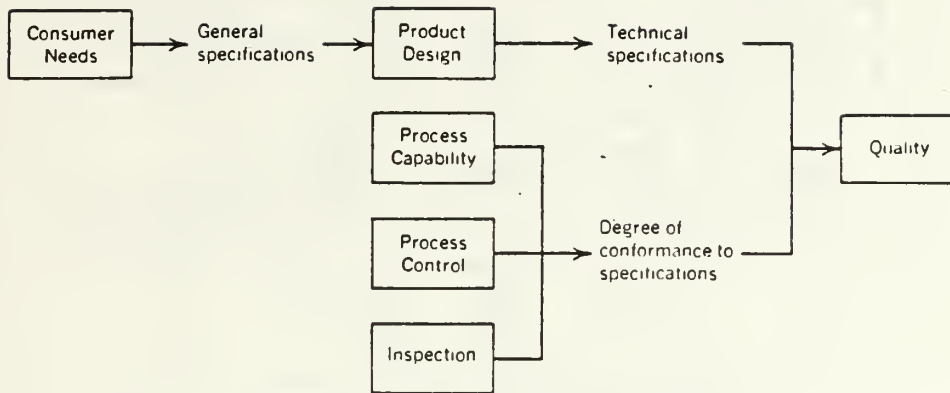 Consumer
Needs
General
specifications
Product
Design
Technical
specifications
Process
Capability
Quality
Process
Control
Degree of
conformance to
specifications
Inspection